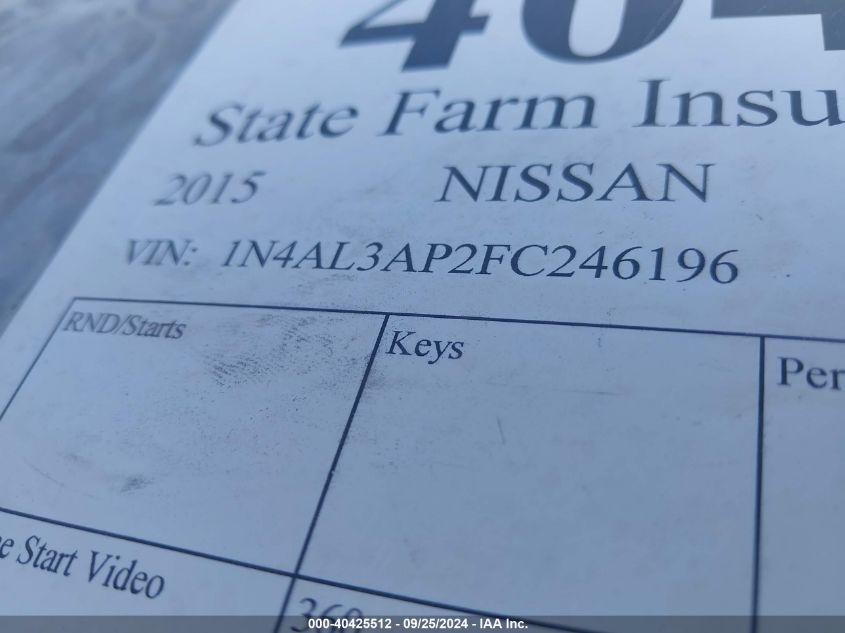 State Farm Insu
2015 NISSAN
VIN: 1N4AL3AP2FC246196
RND/Starts Keys Per
e Start Video
360
000-40425512 - 09/25/2024 - IAA Inc.